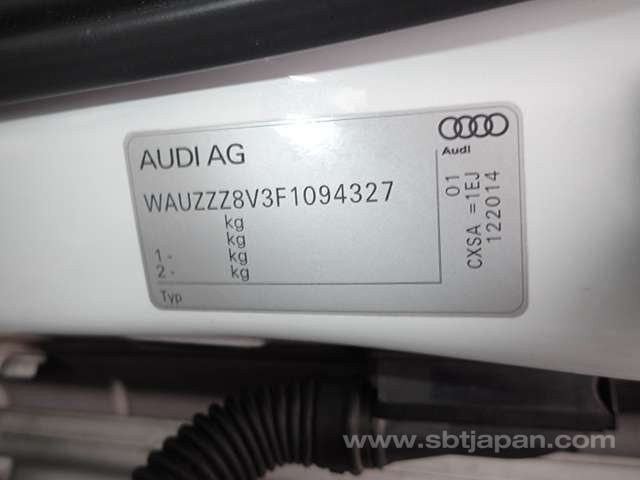 AUDI AG
Audi
WAUZZZ8V3F1094327
kg
kg
1 - kg
2 - kg
Typ
01
CXSA =1EJ
122014
www.sbtjapan.com